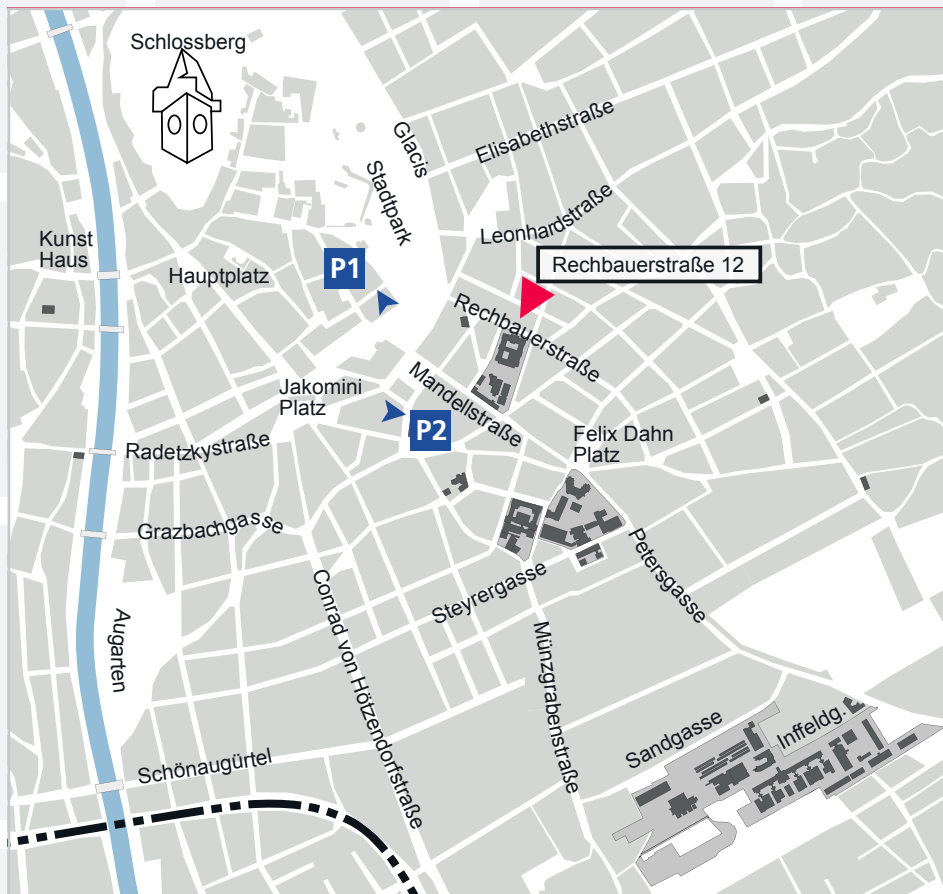 Schlossberg
Glacis
Elisabethstraße
Stadtpark
Leonhardstraße
Kunst
Haus
Hauptplatz
P1
Rechbauerstraße 12
Rechbauerstraße
Jakomini
Platz
Mandellstraße
P2
Felix Dahn
Platz
Radetzkystraße
Grazbachgasse
Petersgasse
Steyrergasse
Conrad von Hötzendorfstraße
Augarten
Münzgrabenstraße
Sandgasse
Inffeldg.
Schönaugürtel